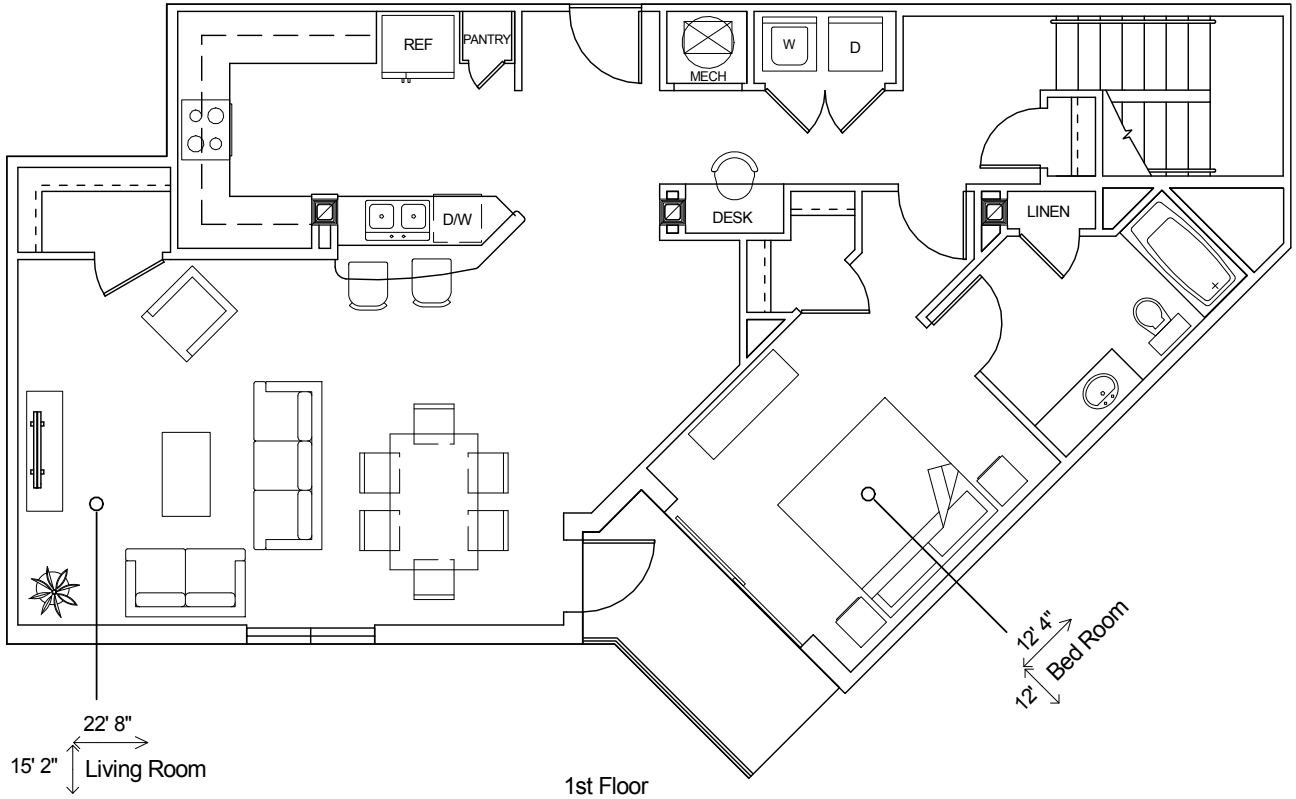 REF
PANTRY
MECH
W
D
D/W
DESK
LINEN
12' 4"
12'
Bed Room
22' 8"
15' 2"
Living Room
1st Floor